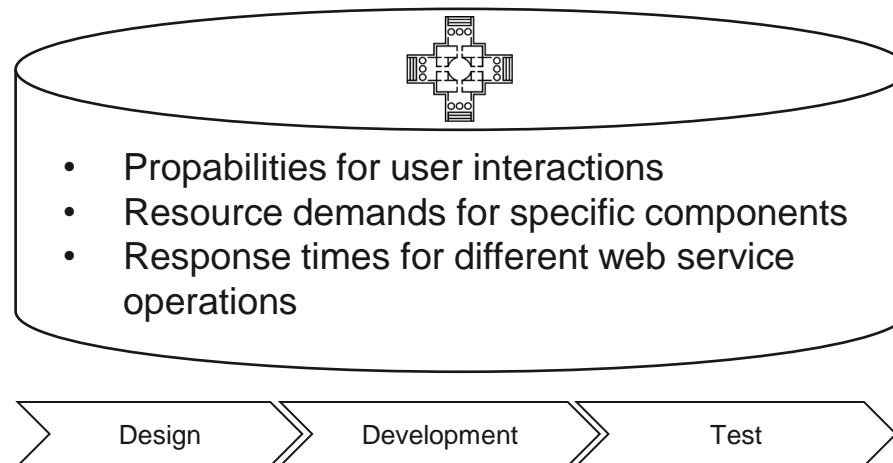 • Propabilities for user interactions
• Resource demands for specific components
• Response times for different web service
operations
Design
Development
Test